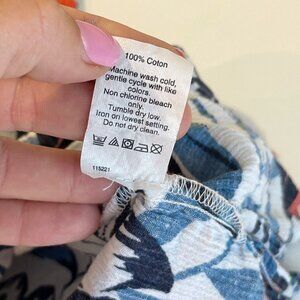 100% Coton
Machine wash cold,
gentle cycle with like
colors.
Non chlorine bleach
only.
Tumble dry low.
Iron on lowest setting.
Do not dry clean.
115221